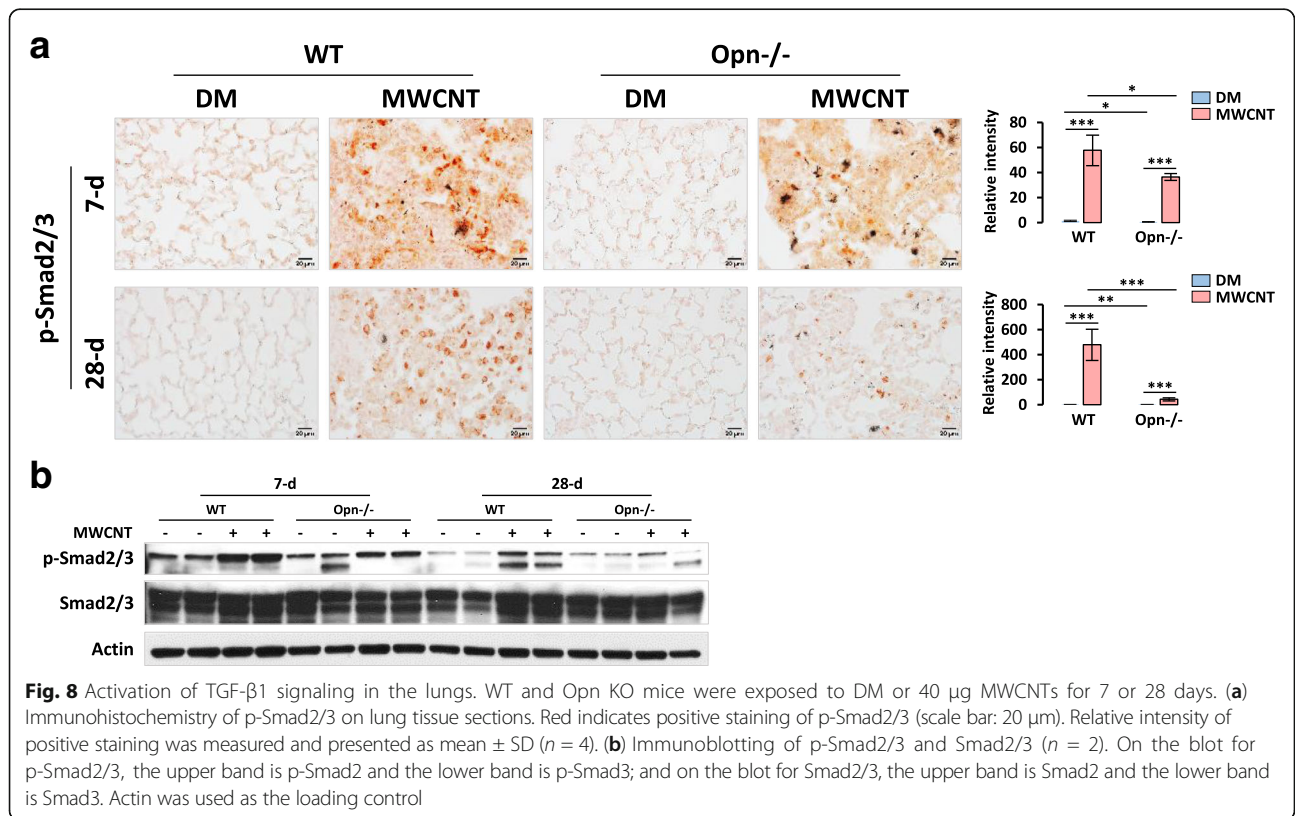 a
WT Opn-/-
DM MWCNT DM MWCNT
p-Smad2/3
7-d
20 µm 20 µm 20 µm 20 µm
28-d
20 µm 20 µm 20 µm 20 µm
* DM
* MWCNT
*** ***
Relative intensity
80
60
40
20
0
WT Opn-/-
*** DM
** MWCNT
*** ***
Relative intensity
800
600
400
200
0
WT Opn-/-
b
7-d 28-d
WT Opn-/- WT Opn-/-
MWCNT - - + + - - + + - - + + - - + +
p-Smad2/3
Smad2/3
Actin
Fig. 8 Activation of TGF-β1 signaling in the lungs. WT and Opn KO mice were exposed to DM or 40 µg MWCNTs for 7 or 28 days. (a)
Immunohistochemistry of p-Smad2/3 on lung tissue sections. Red indicates positive staining of p-Smad2/3 (scale bar: 20 µm). Relative intensity of
positive staining was measured and presented as mean ± SD (n = 4). (b) Immunoblotting of p-Smad2/3 and Smad2/3 (n = 2). On the blot for
p-Smad2/3, the upper band is p-Smad2 and the lower band is p-Smad3; and on the blot for Smad2/3, the upper band is Smad2 and the lower band
is Smad3. Actin was used as the loading control